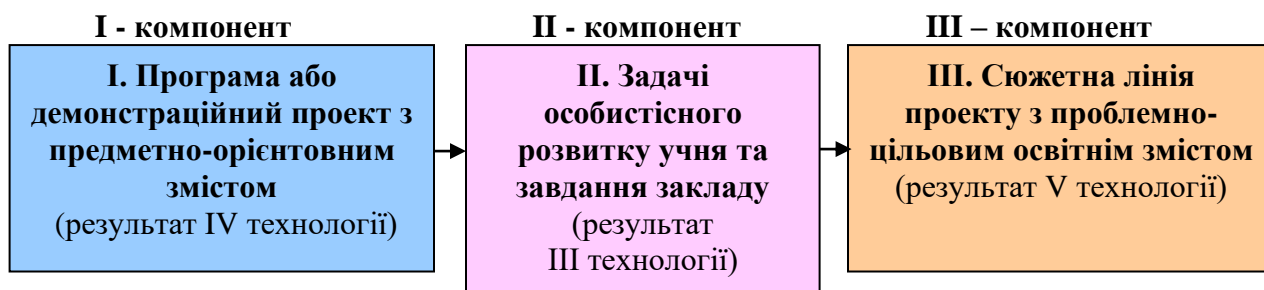 I - компонент
II - компонент
III – компонент
I. Програма або
демонстраційний проект з
предметно-орієнтовним
змістом
(результат IV технології)
II. Задачі
особистісного
розвитку учня та
завдання закладу
(результат
III технології)
III. Сюжетна лінія
проекту з проблемно-
цільовим освітнім змістом
(результат V технології)